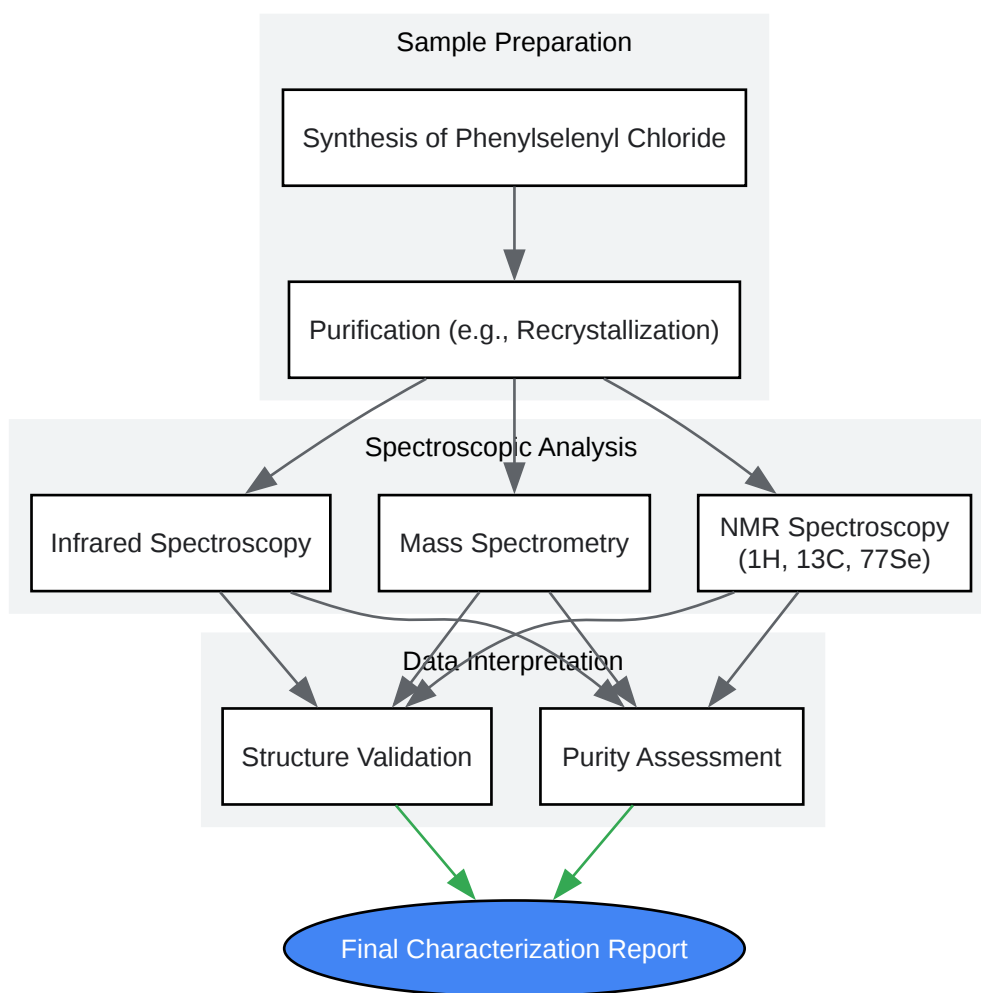 Sample Preparation
Synthesis of Phenylselenyl Chloride
Purification (e.g., Recrystallization)
Spectroscopic Analysis
Infrared Spectroscopy
Mass Spectrometry
NMR Spectroscopy
(1H, 13C, 77Se)
Data Interpretation
Structure Validation
Purity Assessment
Final Characterization Report